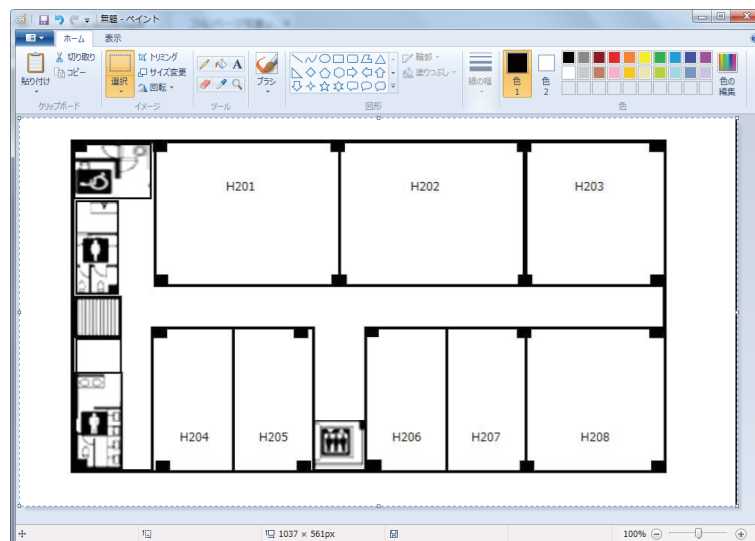 無題 - ペイント
ホーム
表示
貼り付け
切り取り
コピー
クリップボード
選択
トリミング
サイズ変更
回転
イメージ
A
ツール
ブラシ
輪郭
塗りつぶし
図形
線の幅
色
1
色
2
色の
編集
色
H201
H202
H203
H204
H205
H206
H207
H208
1037 × 561px
100%